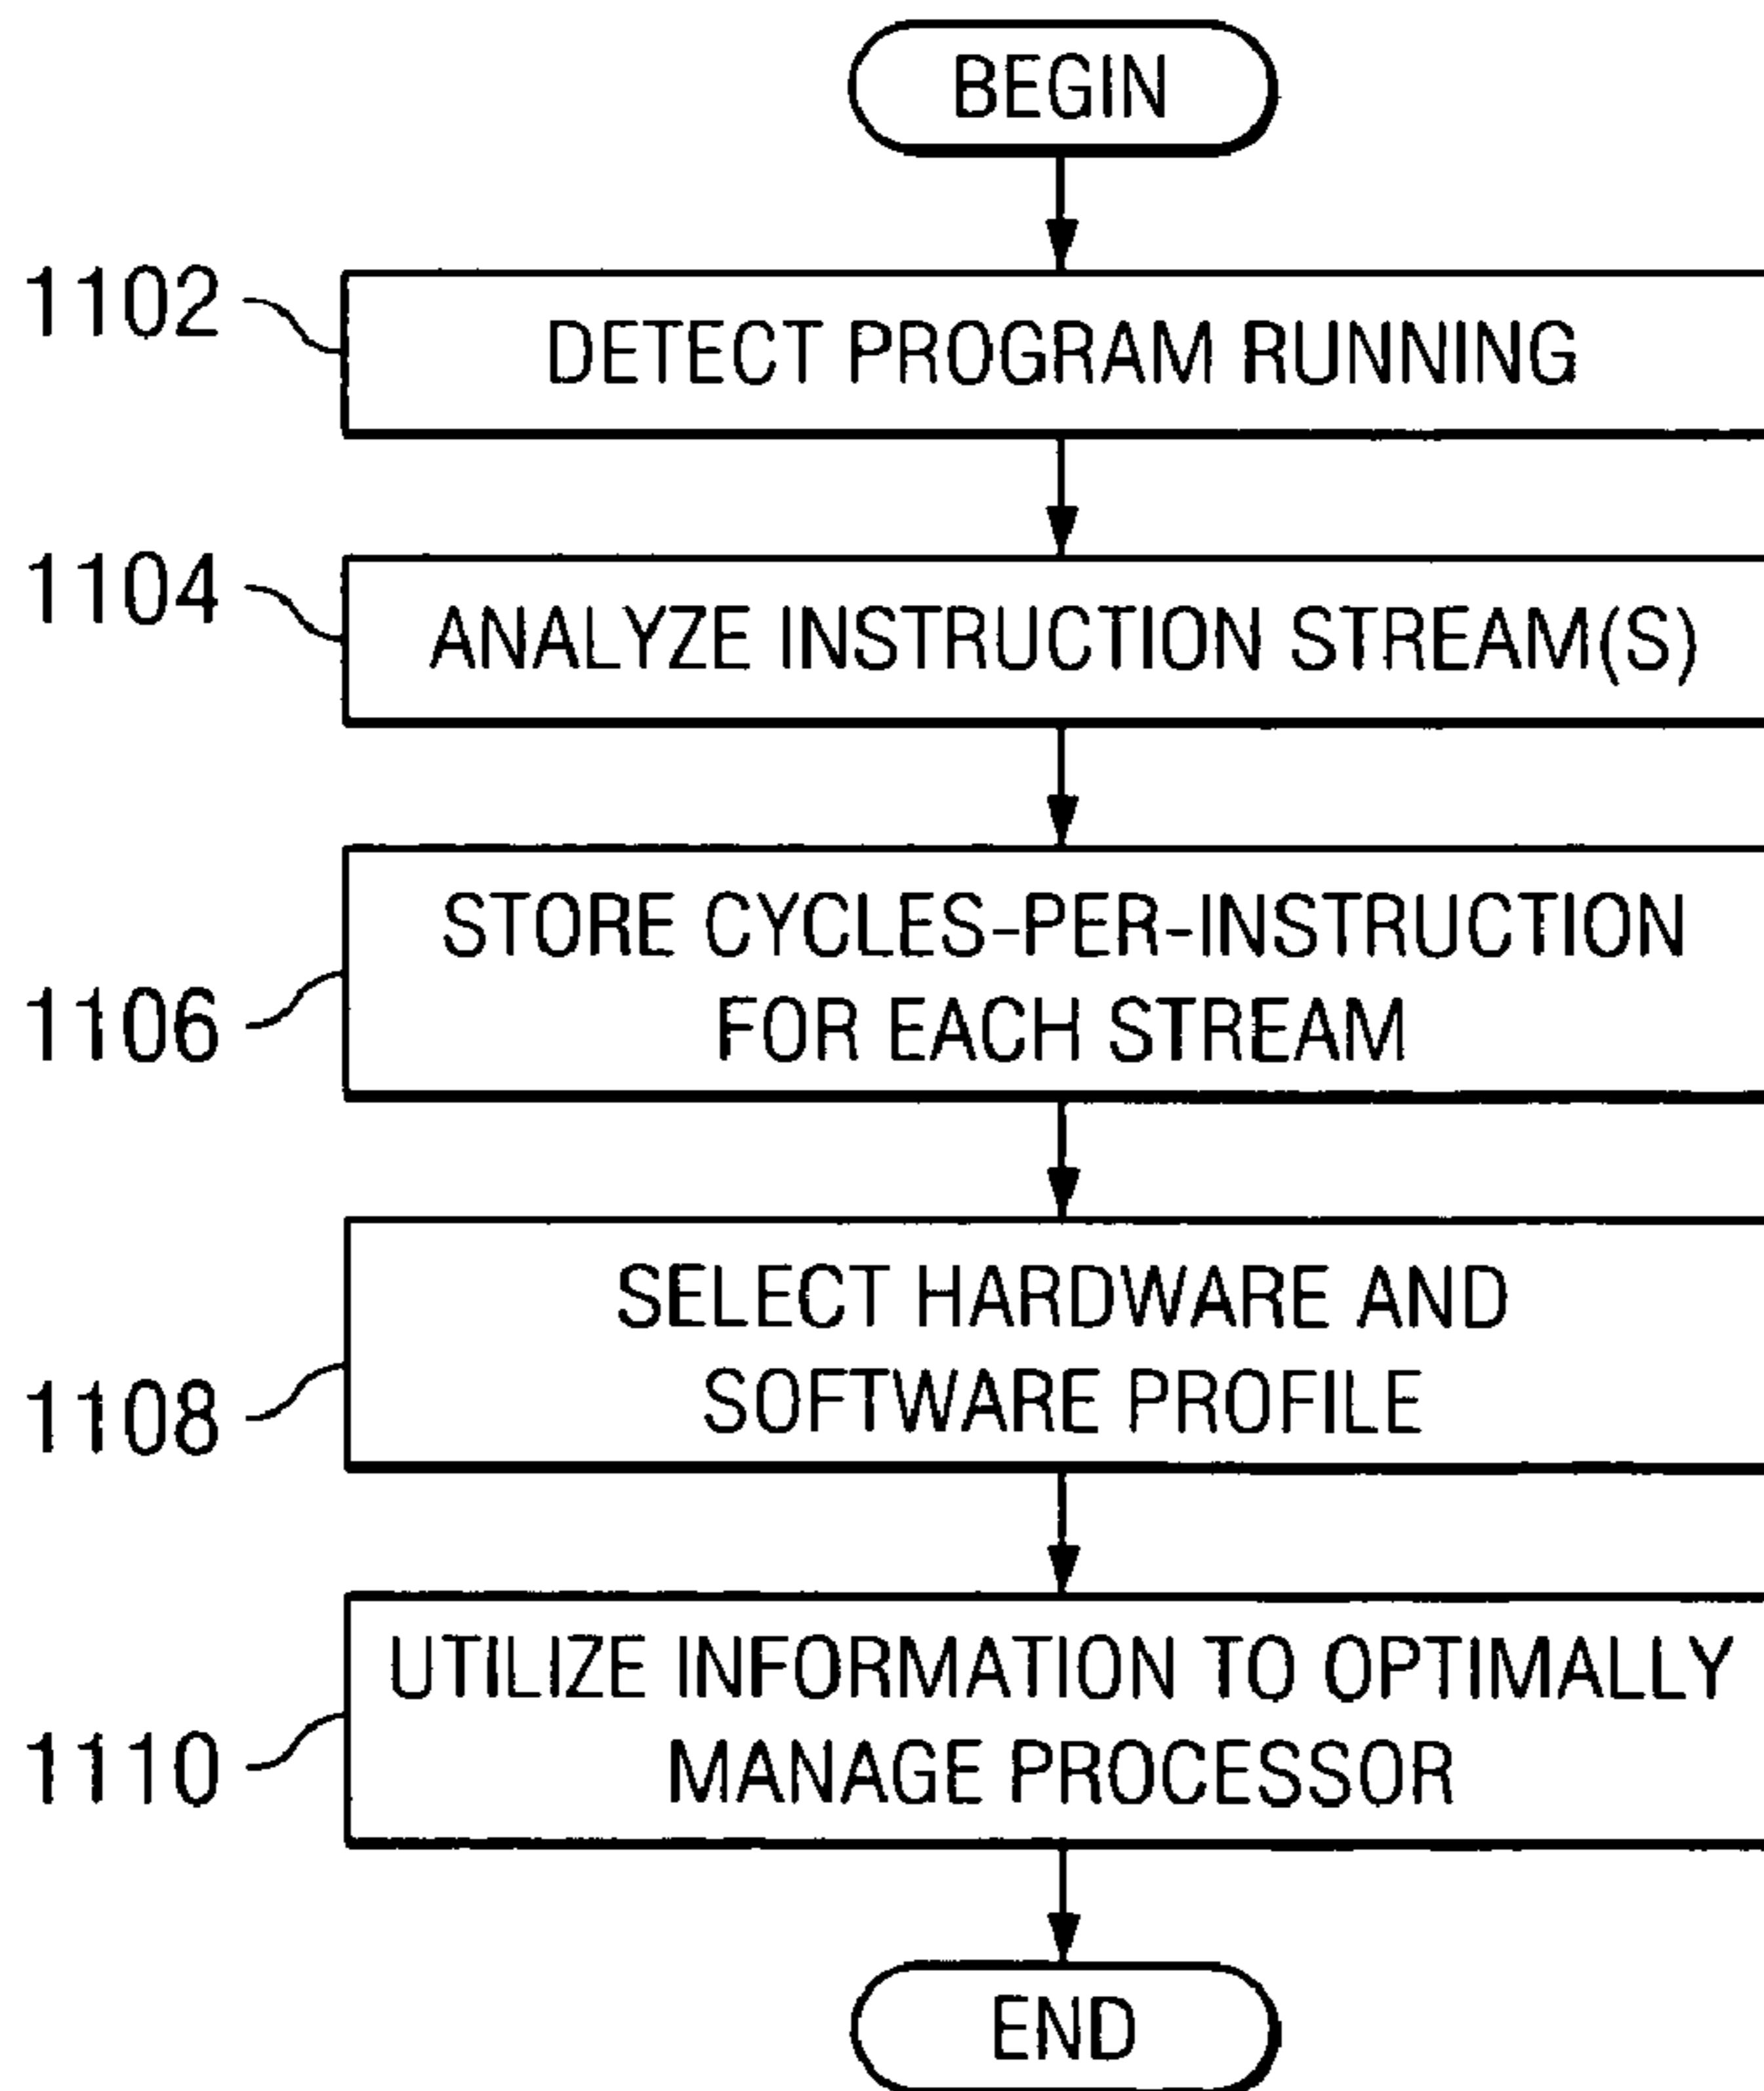 BEGIN
1102
DETECT PROGRAM RUNNING
1104
ANALYZE INSTRUCTION STREAM(S)
1106
STORE CYCLES-PER-INSTRUCTION
FOR EACH STREAM
1108
SELECT HARDWARE AND
SOFTWARE PROFILE
1110
UTILIZE INFORMATION TO OPTIMALLY
MANAGE PROCESSOR
END